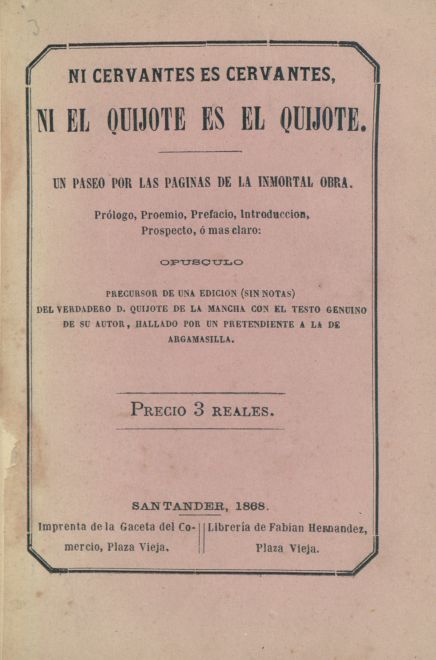 3
NI CERVANTES ES CERVANTES,
NI EL QUIJOTE ES EL QUIJOTE.
UN PASEO POR LAS PAGINAS DE LA INMORTAL OBRA.
Prólogo, Proemio, Prefacio, Introduccion,
Prospecto, ó mas claro:
OPUSCULO
PRECURSOR DE UNA EDICION (SIN NOTAS)
DEL VERDADERO D. QUIJOTE DE LA MANCHA CON EL TESTO GENUINO
DE SU AUTOR, HALLADO POR UN PRETENDIENTE A LA DE
ARGAMASILLA.
PRECIO 3 REALES.
SANTANDER, 1868.
Imprenta de la Gaceta del Co-
mercio, Plaza Vieja.
Librería de Fabian Hernandez,
Plaza Vieja.